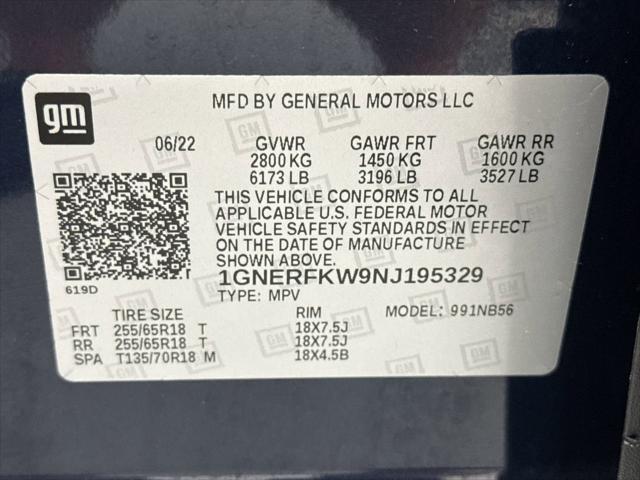 gm
MFD BY GENERAL MOTORS LLC
06/22 GVWR GAWR FRT GAWR RR
2800 KG 1450 KG 1600 KG
6173 LB 3196 LB 3527 LB
THIS VEHICLE CONFORMS TO ALL
APPLICABLE U.S. FEDERAL MOTOR
VEHICLE SAFETY STANDARDS IN EFFECT
ON THE DATE OF MANUFACTURE
SHOWN ABOVE.
619D
1GNERFKW9NJ195329
TYPE: MPV
TIRE SIZE RIM MODEL: 991NB56
FRT 255/65R18 T 18X7.5J
RR 255/65R18 T 18X7.5J
SPA T135/70R18 M 18X4.5B